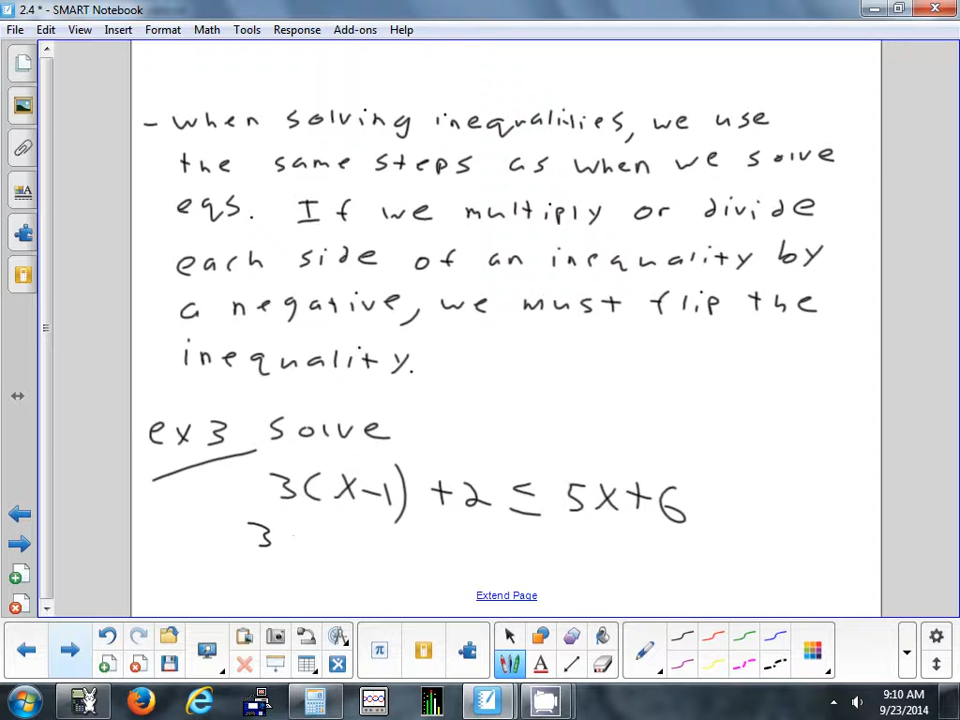 2.4 * - SMART Notebook
File Edit View Insert Format Math Tools Response Add-ons Help
- When solving inequalities, we use
the same steps as when we solve
eqs. If we multiply or divide
each side of an inequality by
a negative, we must flip the
inequality.
ex 3 Solve
3(x-1) +2 ≤ 5x+6
3
Extend Page
9:10 AM
9/23/2014